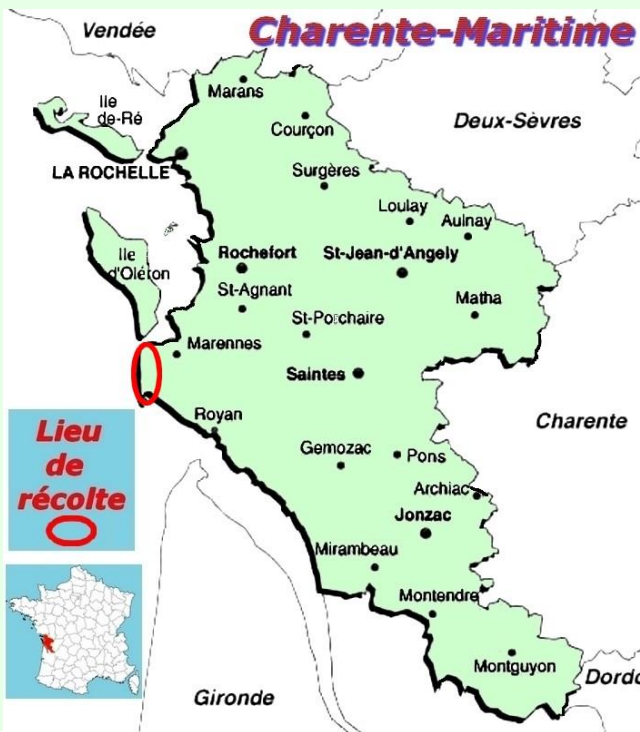 Vendée
Charente-Maritime
Marans
Ile
de-Ré
Courçon
Deux-Sèvres
LA ROCHELLE
Surgères
Loulay
Aulnay
Ile
d'Oléron
Rochefort
St-Jean-d'Angely
St-Agnant
Matha
St-Porchaire
Marennes
Saintes
Charente
Royan
Lieu
de
récolte
Gemozac
Pons
Archiac
Jonzac
Mirambeau
Montendre
Montguyon
Dordo
Gironde